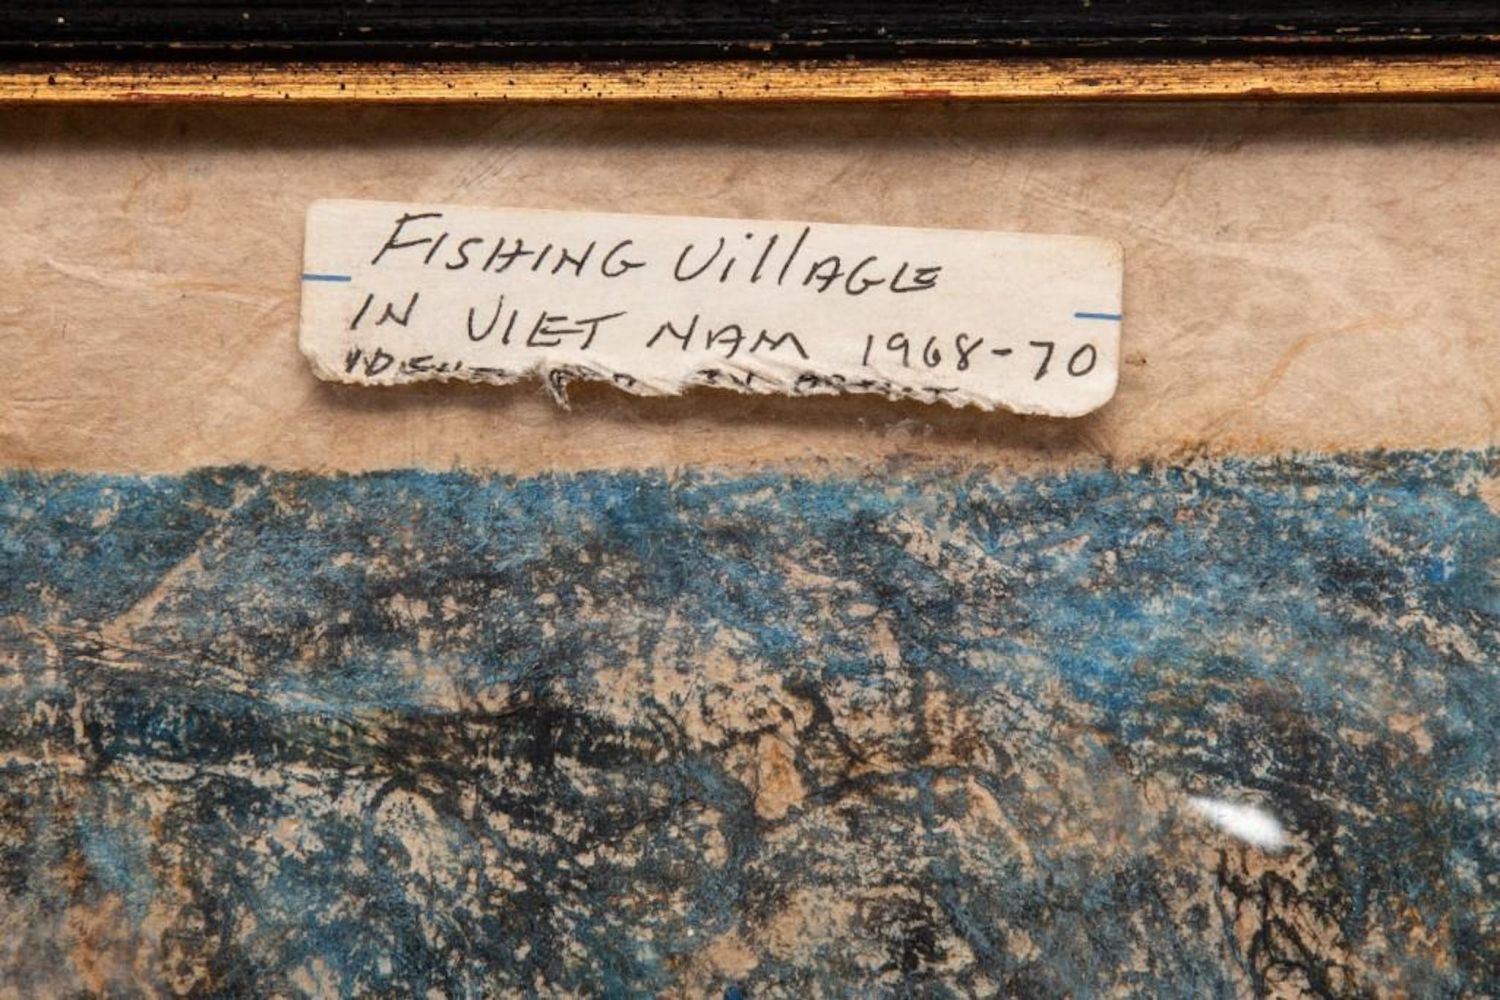 FISHING VillAGE
IN VIET NAM 1968-70